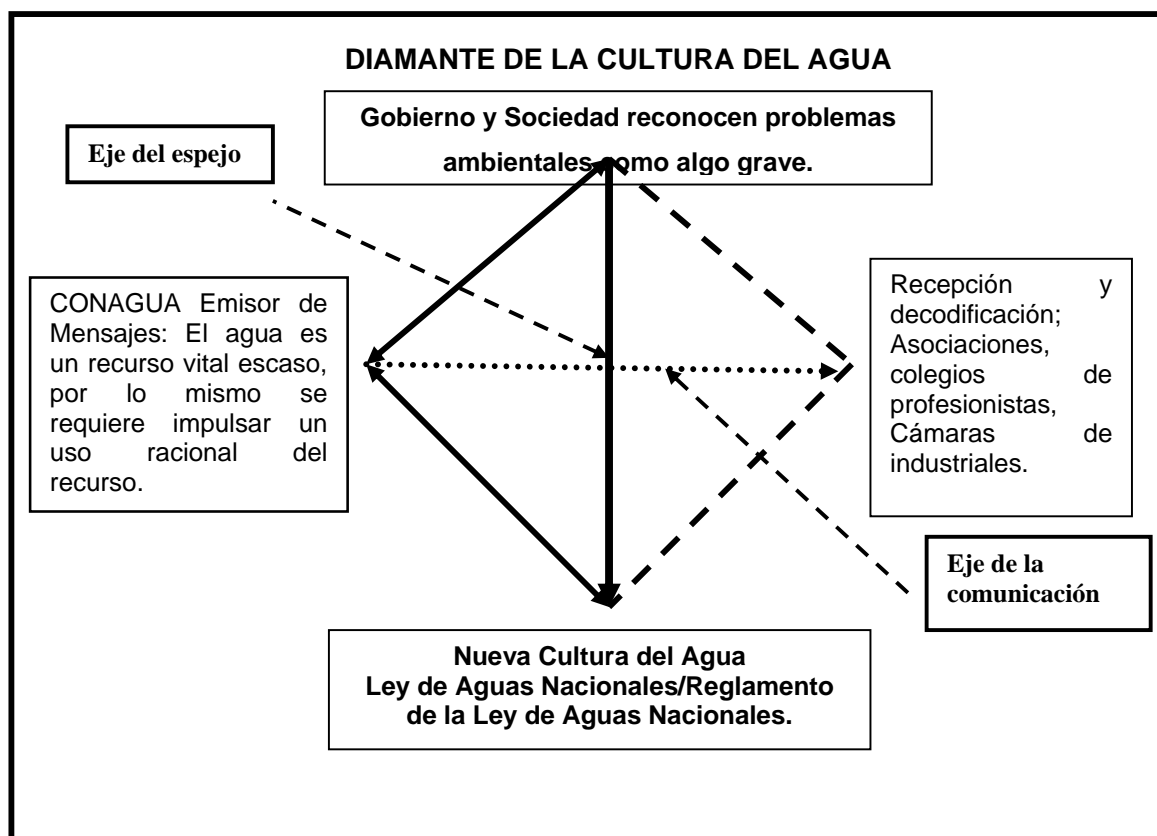 DIAMANTE DE LA CULTURA DEL AGUA
Gobierno y Sociedad reconocen problemas
ambientales como algo grave.
Eje del espejo
CONAGUA Emisor de
Mensajes: El agua es
un recurso vital escaso,
por lo mismo se
requiere impulsar un
uso racional del
recurso.
Recepción y
decodificación;
Asociaciones,
colegios de
profesionistas,
Cámaras de
industriales.
Eje de la
comunicación
Nueva Cultura del Agua
Ley de Aguas Nacionales/Reglamento
de la Ley de Aguas Nacionales.